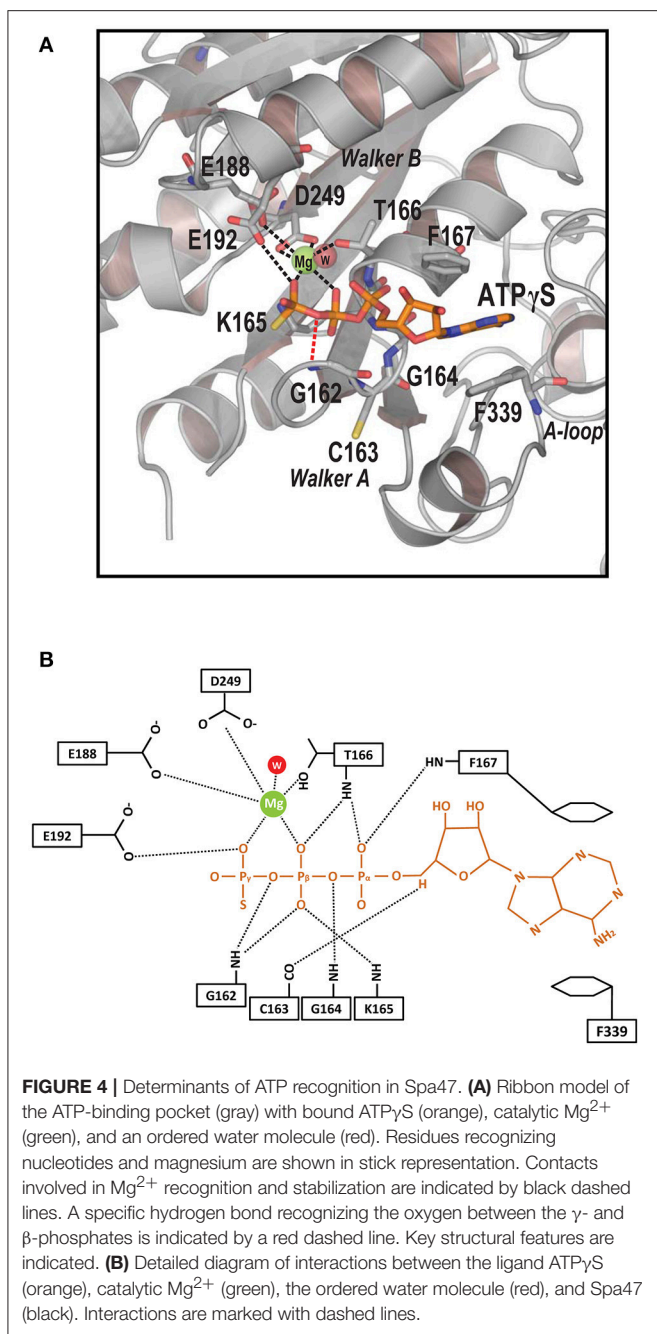 A
Walker B
E188
D249
T166
E192
F167
Mg
W
ATPγS
K165
G162
G164
F339
A-loop
C163
Walker A
B
D249
O
O-
E188
O-
O
W
T166
HO
HN
HN
F167
Mg
E192
O-
O
O
O
O
HO
OH
O
Pγ
O
Pβ
O
Pα
O
O
H
N
N
N
N
S
O
O
NH₂
NH
CO
NH
NH
G162
C163
G164
K165
F339
FIGURE 4 | Determinants of ATP recognition in Spa47. (A) Ribbon model of
the ATP-binding pocket (gray) with bound ATPγS (orange), catalytic Mg²⁺
(green), and an ordered water molecule (red). Residues recognizing
nucleotides and magnesium are shown in stick representation. Contacts
involved in Mg²⁺ recognition and stabilization are indicated by black dashed
lines. A specific hydrogen bond recognizing the oxygen between the γ- and
β-phosphates is indicated by a red dashed line. Key structural features are
indicated. (B) Detailed diagram of interactions between the ligand ATPγS
(orange), catalytic Mg²⁺ (green), the ordered water molecule (red), and Spa47
(black). Interactions are marked with dashed lines.